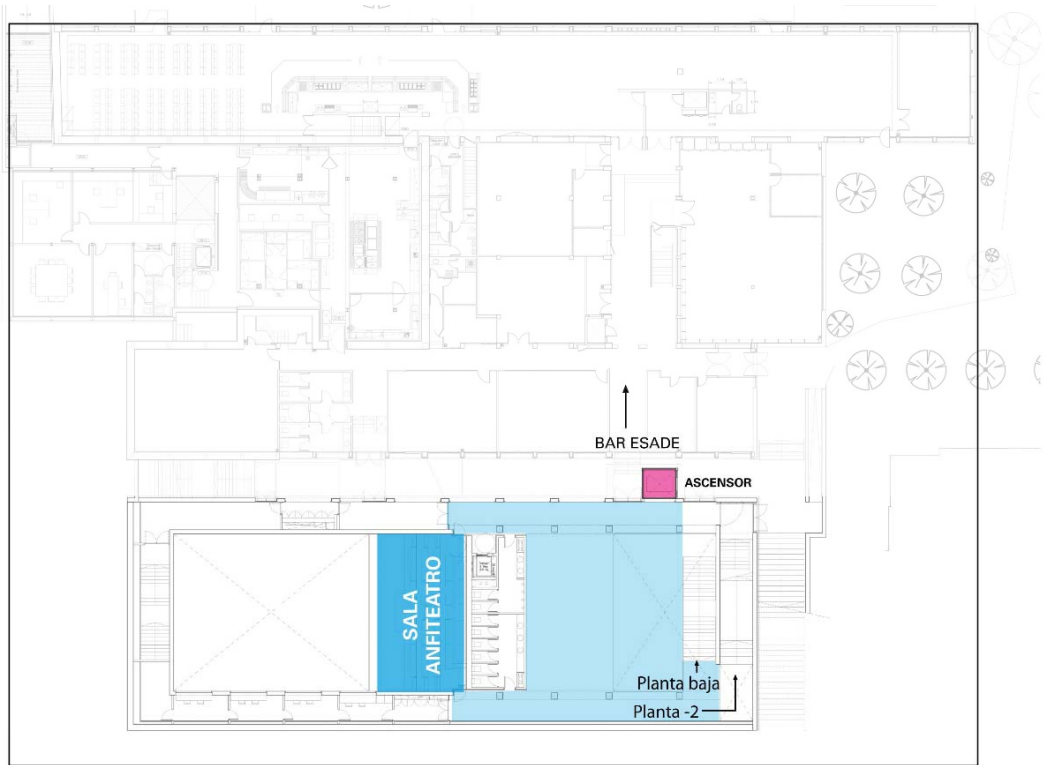 BAR ESADE
ASCENSOR
SALA
ANFITEATRO
Planta baja
Planta -2